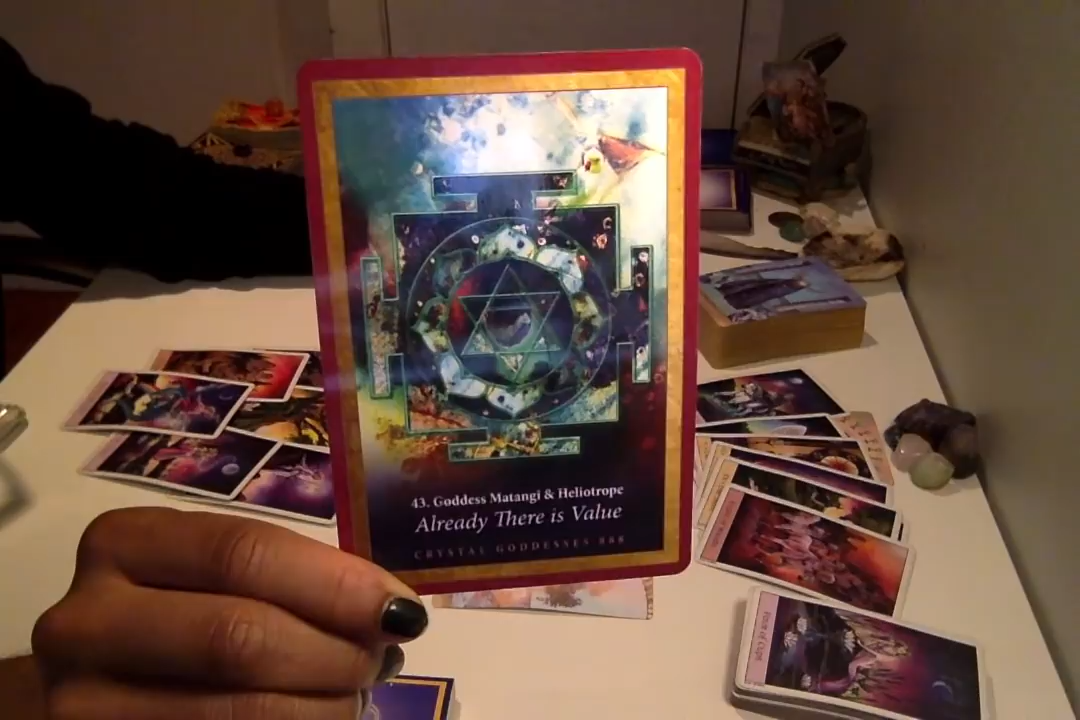 43. Goddess Matangi & Heliotrope
Already There is Value
CRYSTAL GODDESSES 888